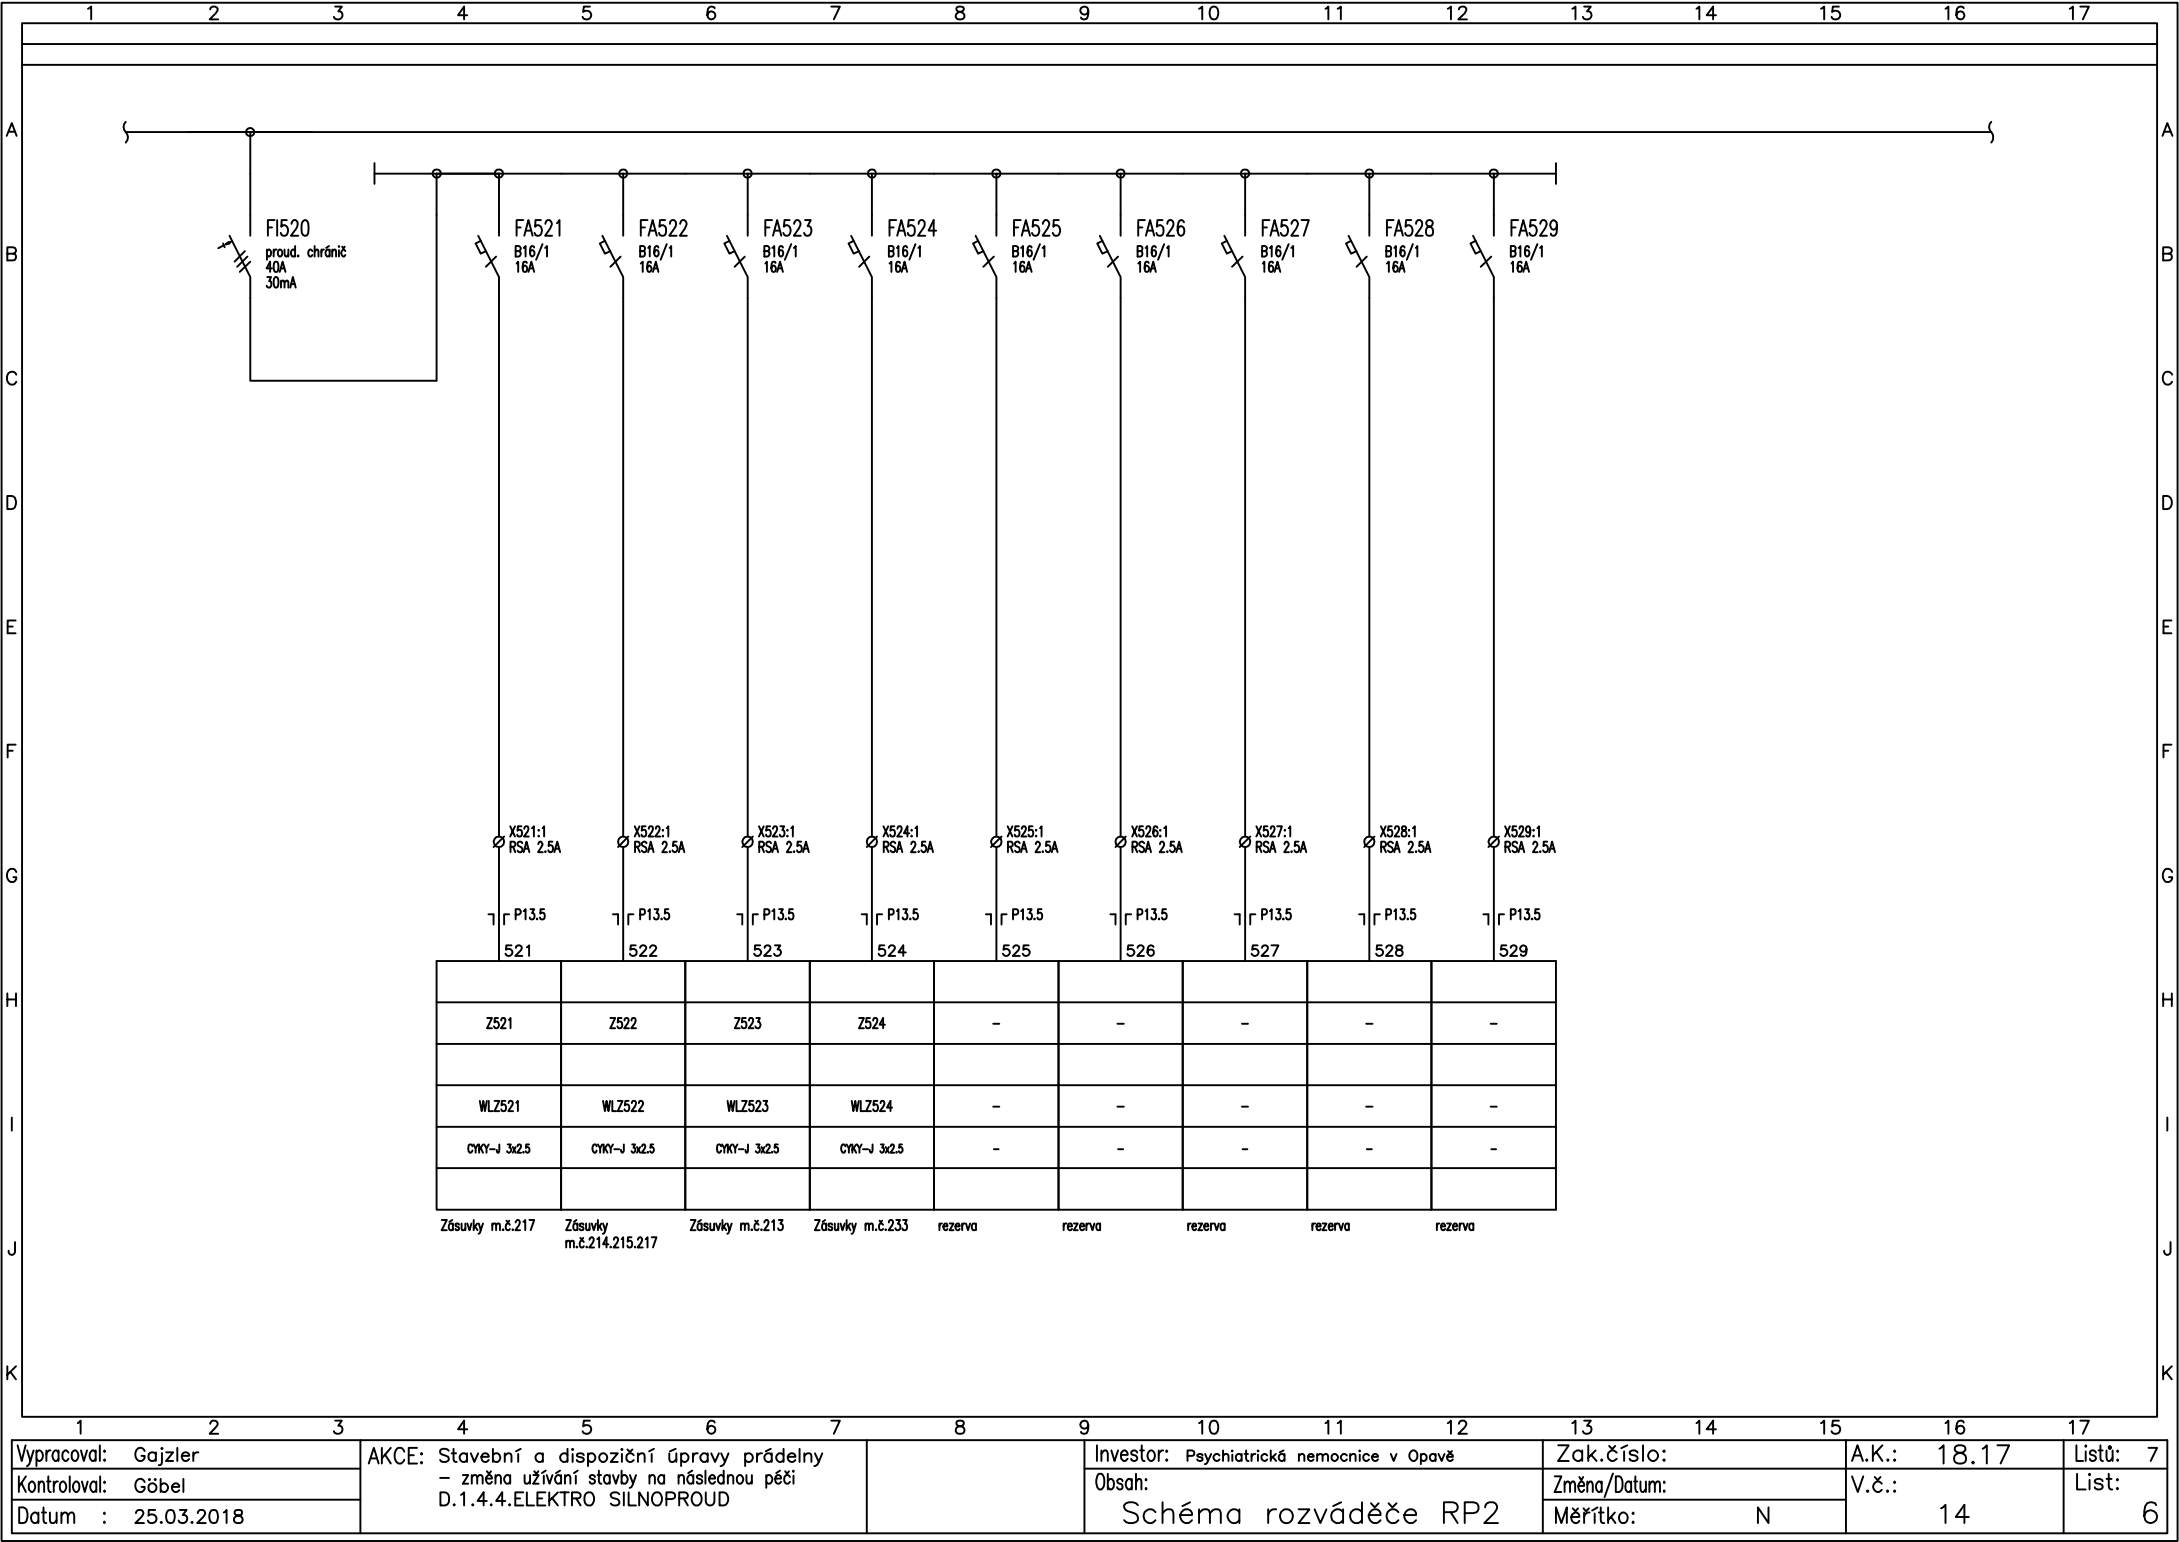 1 2 3 4 5 6 7 8 9 10 11 12 13 14 15 16 17
A A
FI520 FA521 FA522 FA523 FA524 FA525 FA526 FA527 FA528 FA529
B proud. chránič B16/1 B16/1 B16/1 B16/1 B16/1 B16/1 B16/1 B16/1 B16/1 B
40A 16A 16A 16A 16A 16A 16A 16A 16A 16A
30mA
C C
D D
E E
F F
X521:1 X522:1 X523:1 X524:1 X525:1 X526:1 X527:1 X528:1 X529:1
RSA 2.5A RSA 2.5A RSA 2.5A RSA 2.5A RSA 2.5A RSA 2.5A RSA 2.5A RSA 2.5A RSA 2.5A
G G
P13.5 P13.5 P13.5 P13.5 P13.5 P13.5 P13.5 P13.5 P13.5
521 522 523 524 525 526 527 528 529
H H
Z521 Z522 Z523 Z524 - - - - -
WLZ521 WLZ522 WLZ523 WLZ524 - - - - -
I I
CYKY-J 3x2.5 CYKY-J 3x2.5 CYKY-J 3x2.5 CYKY-J 3x2.5 - - - - -
Zásuvky m.č.217 Zásuvky Zásuvky m.č.213 Zásuvky m.č.233 rezerva rezerva rezerva rezerva rezerva
m.č.214.215.217
J J
K K
1 2 3 4 5 6 7 8 9 10 11 12 13 14 15 16 17
Vypracoval: Gajzler
Kontroloval: Göbel
Datum : 25.03.2018
AKCE: Stavební a dispoziční úpravy prádelny
- změna užívání stavby na následnou péči
D.1.4.4.ELEKTRO SILNOPROUD
Investor: Psychiatrická nemocnice v Opavě
Obsah:
Schéma rozváděče RP2
Zak.číslo:
Změna/Datum:
Měřítko: N
A.K.: 18.17
V.č.:
14
Listů: 7
List:
6